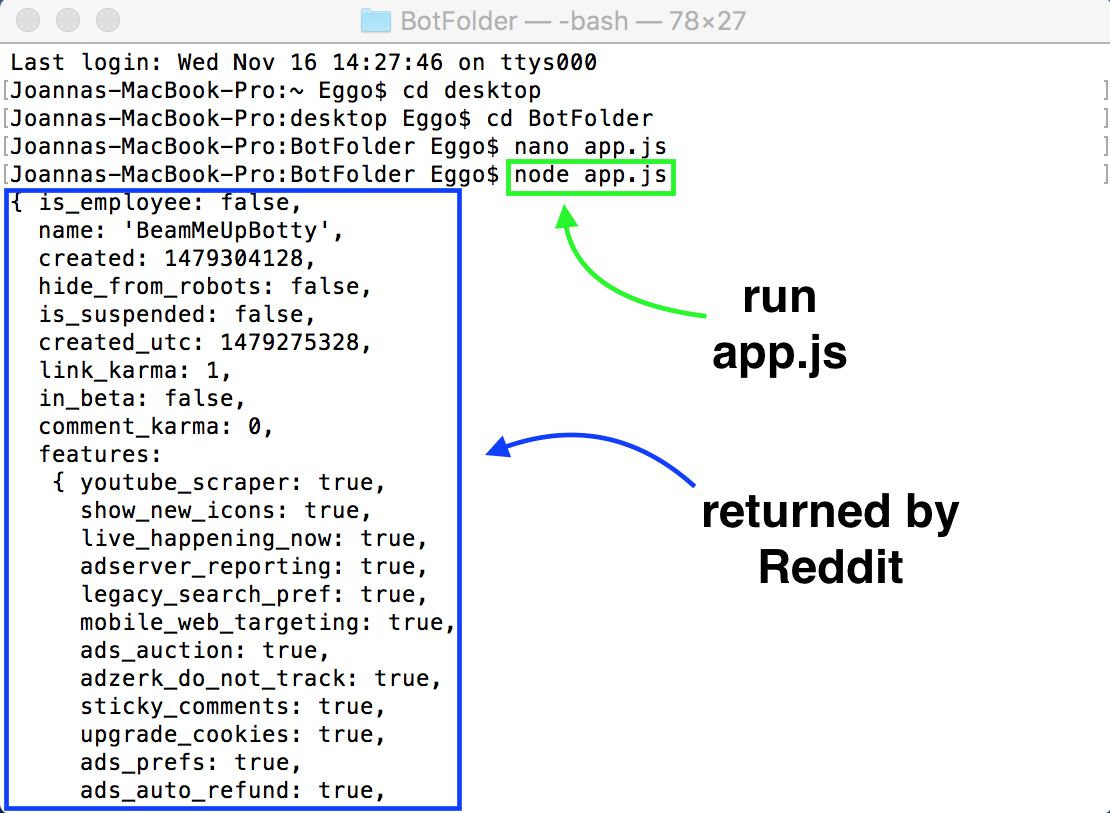 BotFolder — -bash — 78×27
Last login: Wed Nov 16 14:27:46 on ttys000
[Joannas-MacBook-Pro:~ Eggo$ cd desktop ]
[Joannas-MacBook-Pro:desktop Eggo$ cd BotFolder ]
[Joannas-MacBook-Pro:BotFolder Eggo$ nano app.js ]
[Joannas-MacBook-Pro:BotFolder Eggo$ node app.js ]
{ is_employee: false,
  name: 'BeamMeUpBotty',
  created: 1479304128,
  hide_from_robots: false,
  is_suspended: false,
  created_utc: 1479275328,
  link_karma: 1,
  in_beta: false,
  comment_karma: 0,
  features:
   { youtube_scraper: true,
     show_new_icons: true,
     live_happening_now: true,
     adserver_reporting: true,
     legacy_search_pref: true,
     mobile_web_targeting: true,
     ads_auction: true,
     adzerk_do_not_track: true,
     sticky_comments: true,
     upgrade_cookies: true,
     ads_prefs: true,
     ads_auto_refund: true,
run
app.js
returned by
Reddit